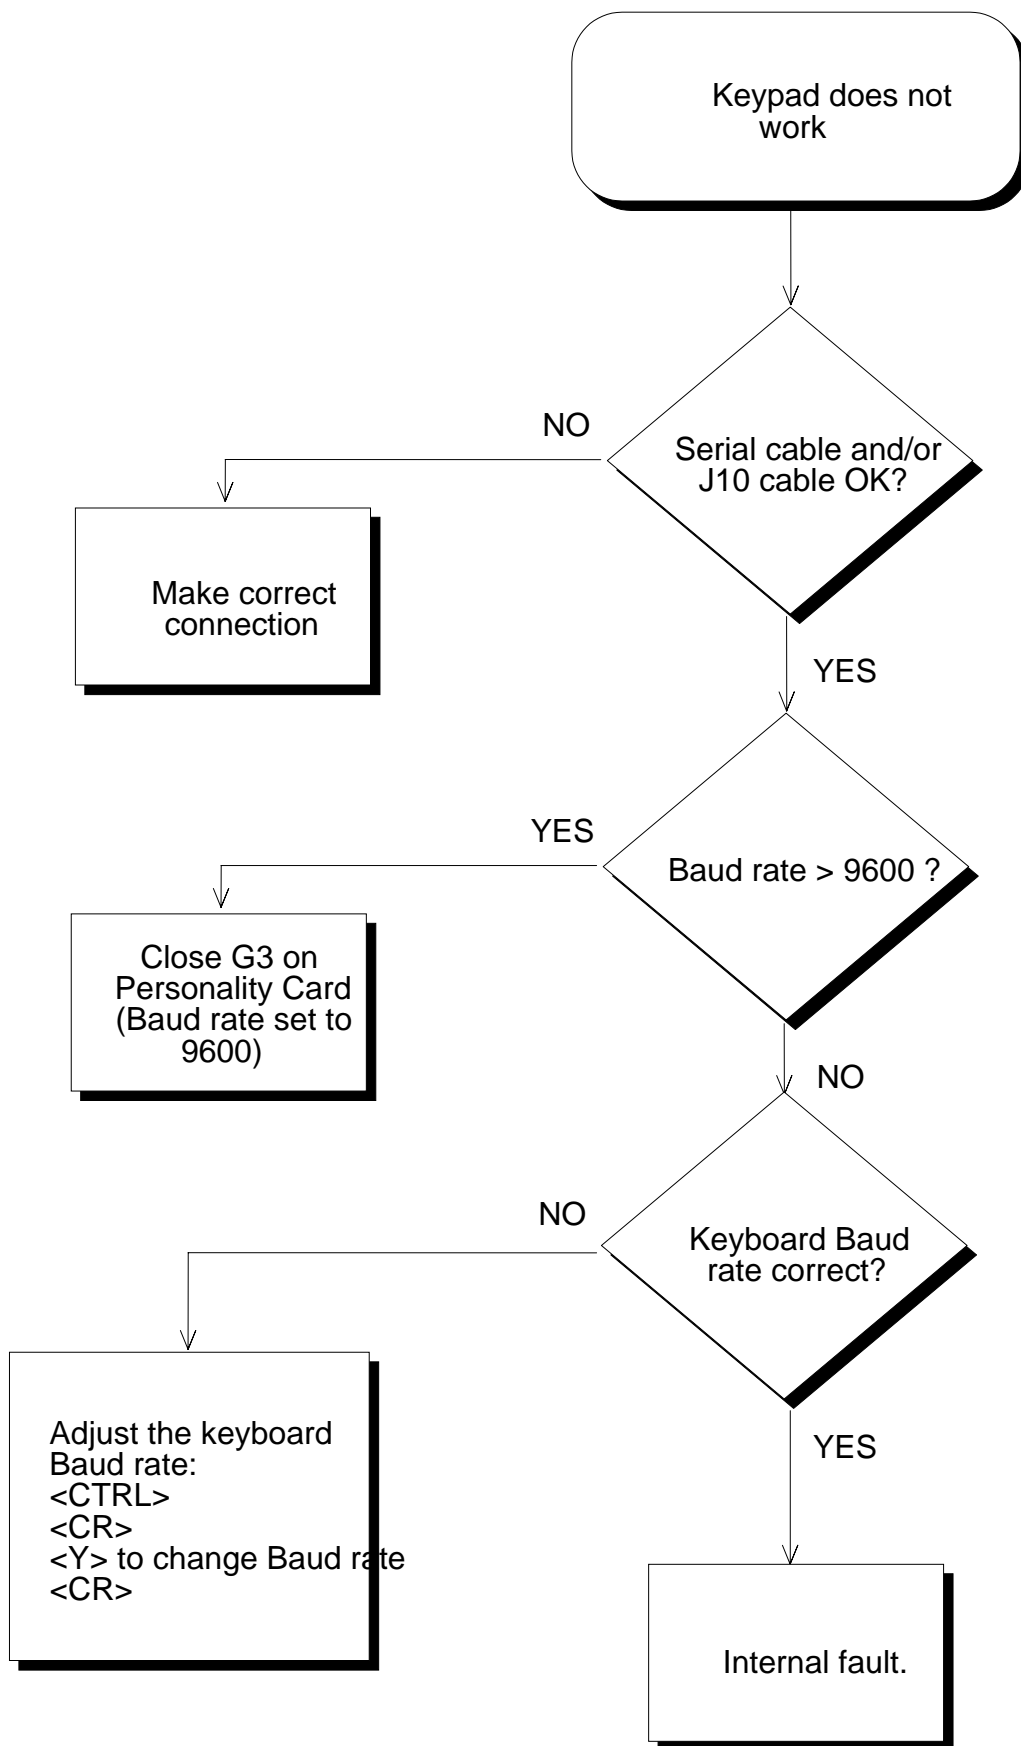 Keypad does not
work
NO
Serial cable and/or
J10 cable OK?
Make correct
connection
YES
YES
Baud rate > 9600 ?
Close G3 on
Personality Card
(Baud rate set to
9600)
NO
NO
Keyboard Baud
rate correct?
Adjust the keyboard
Baud rate:
<CTRL>
<CR>
<Y> to change Baud rate
<CR>
YES
Internal fault.